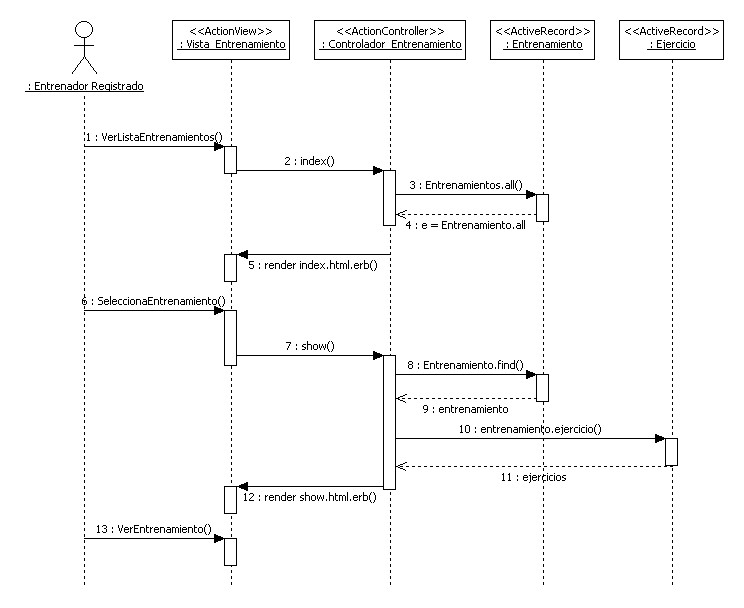 <<ActionView>>
: Vista_Entrenamiento
<<ActionController>>
: Controlador_Entrenamiento
<<ActiveRecord>>
: Entrenamiento
<<ActiveRecord>>
: Ejercicio
: Entrenador Registrado
1 : VerListaEntrenamientos()
2 : index()
3 : Entrenamientos.all()
4 : e = Entrenamiento.all
5 : render index.html.erb()
6 : SeleccionaEntrenamiento()
7 : show()
8 : Entrenamiento.find()
9 : entrenamiento
10 : entrenamiento.ejercicio()
11 : ejercicios
12 : render show.html.erb()
13 : VerEntrenamiento()